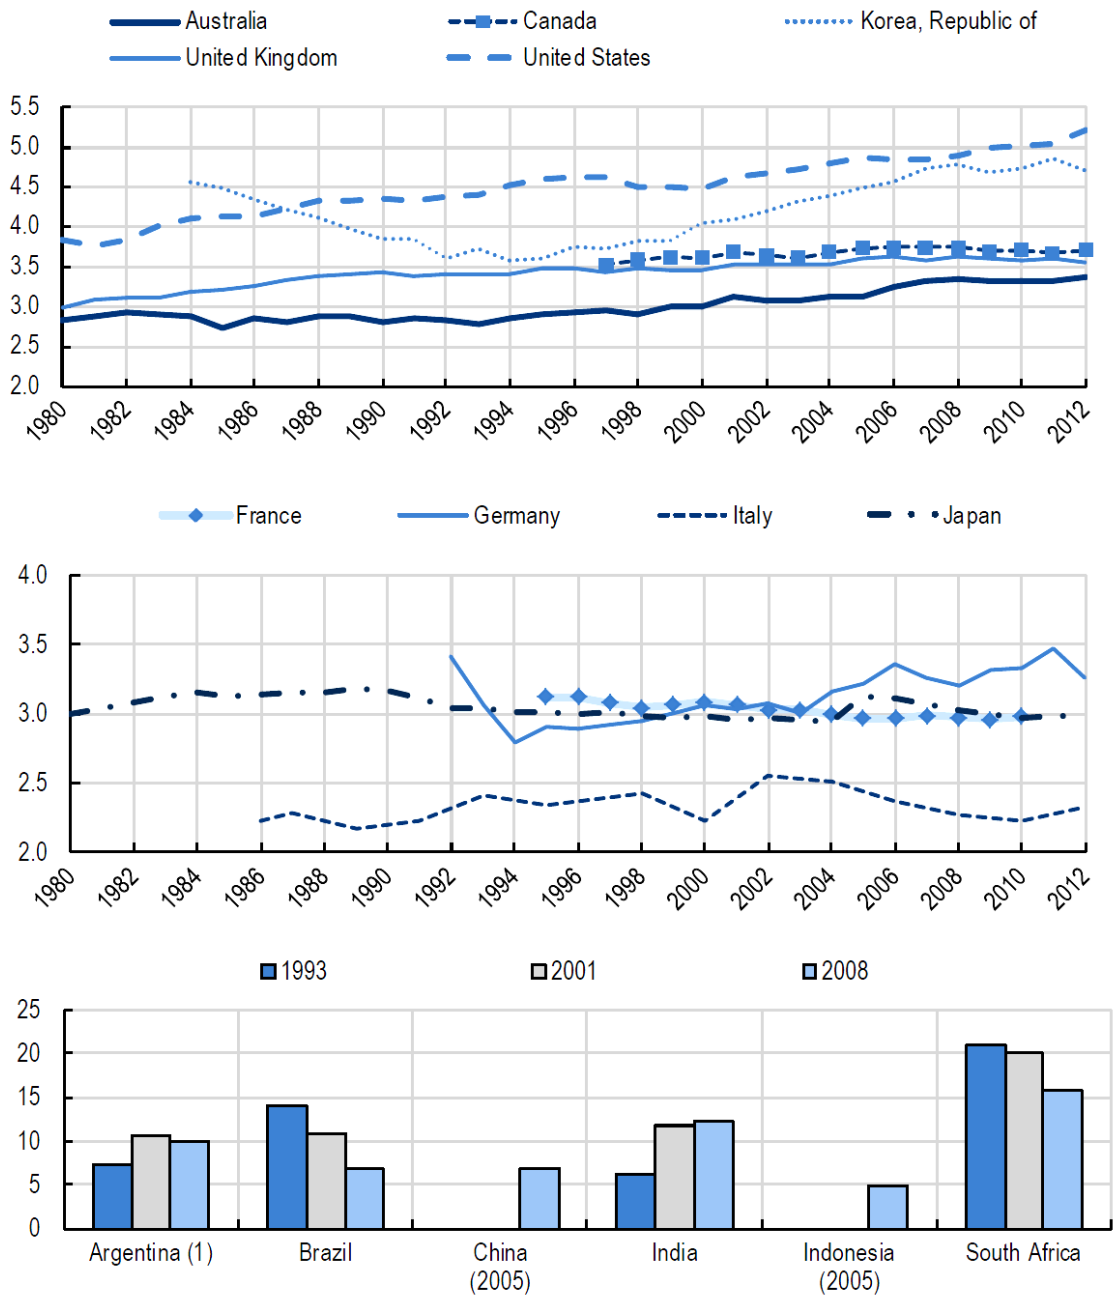 Australia Canada Korea, Republic of
United Kingdom United States
5.5
5.0
4.5
4.0
3.5
3.0
2.5
2.0
1980 1982 1984 1986 1988 1990 1992 1994 1996 1998 2000 2002 2004 2006 2008 2010 2012
France Germany Italy Japan
4.0
3.5
3.0
2.5
2.0
1980 1982 1984 1986 1988 1990 1992 1994 1996 1998 2000 2002 2004 2006 2008 2010 2012
1993 2001 2008
25
20
15
10
5
0
Argentina (1) Brazil China India Indonesia South Africa
(2005) (2005)